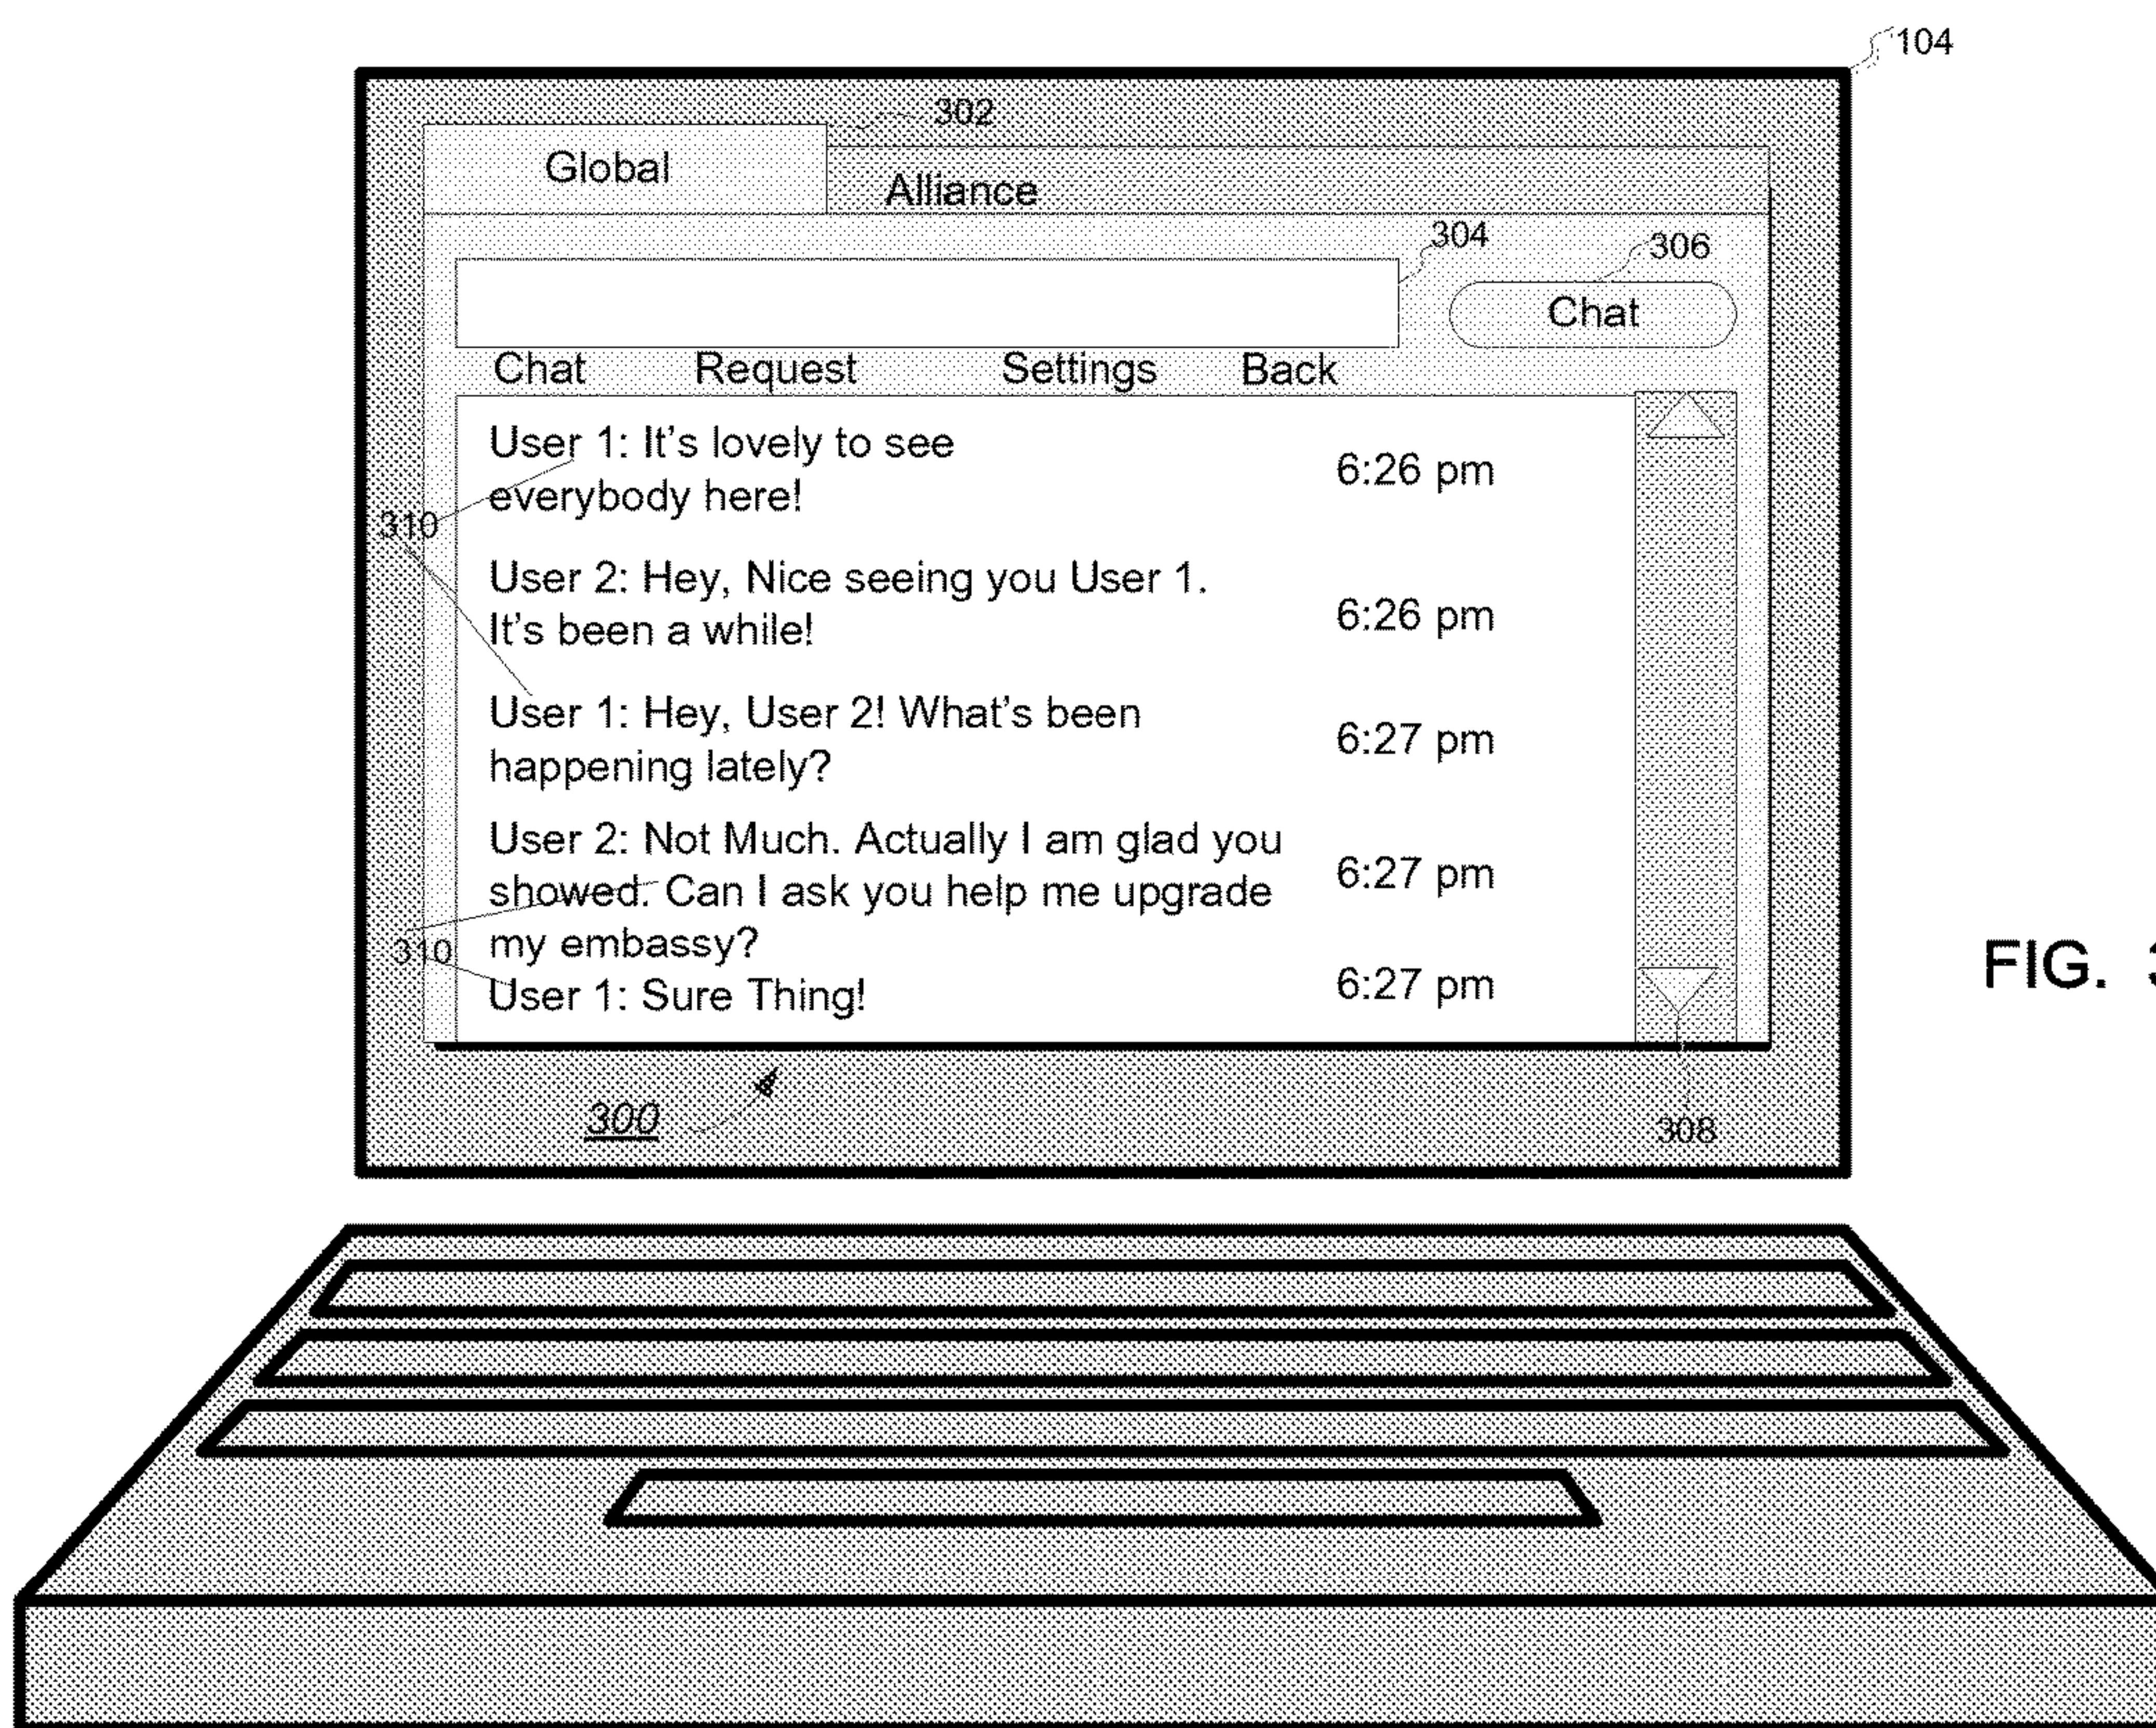 104
302
Global
Alliance
304
306
Chat
Chat Request Settings Back
User 1: It's lovely to see
everybody here!
6:26 pm
310
User 2: Hey, Nice seeing you User 1.
It's been a while!
6:26 pm
User 1: Hey, User 2! What's been
happening lately?
6:27 pm
User 2: Not Much. Actually I am glad you
showed. Can I ask you help me upgrade
my embassy?
6:27 pm
310
User 1: Sure Thing!
6:27 pm
FIG.
300
308